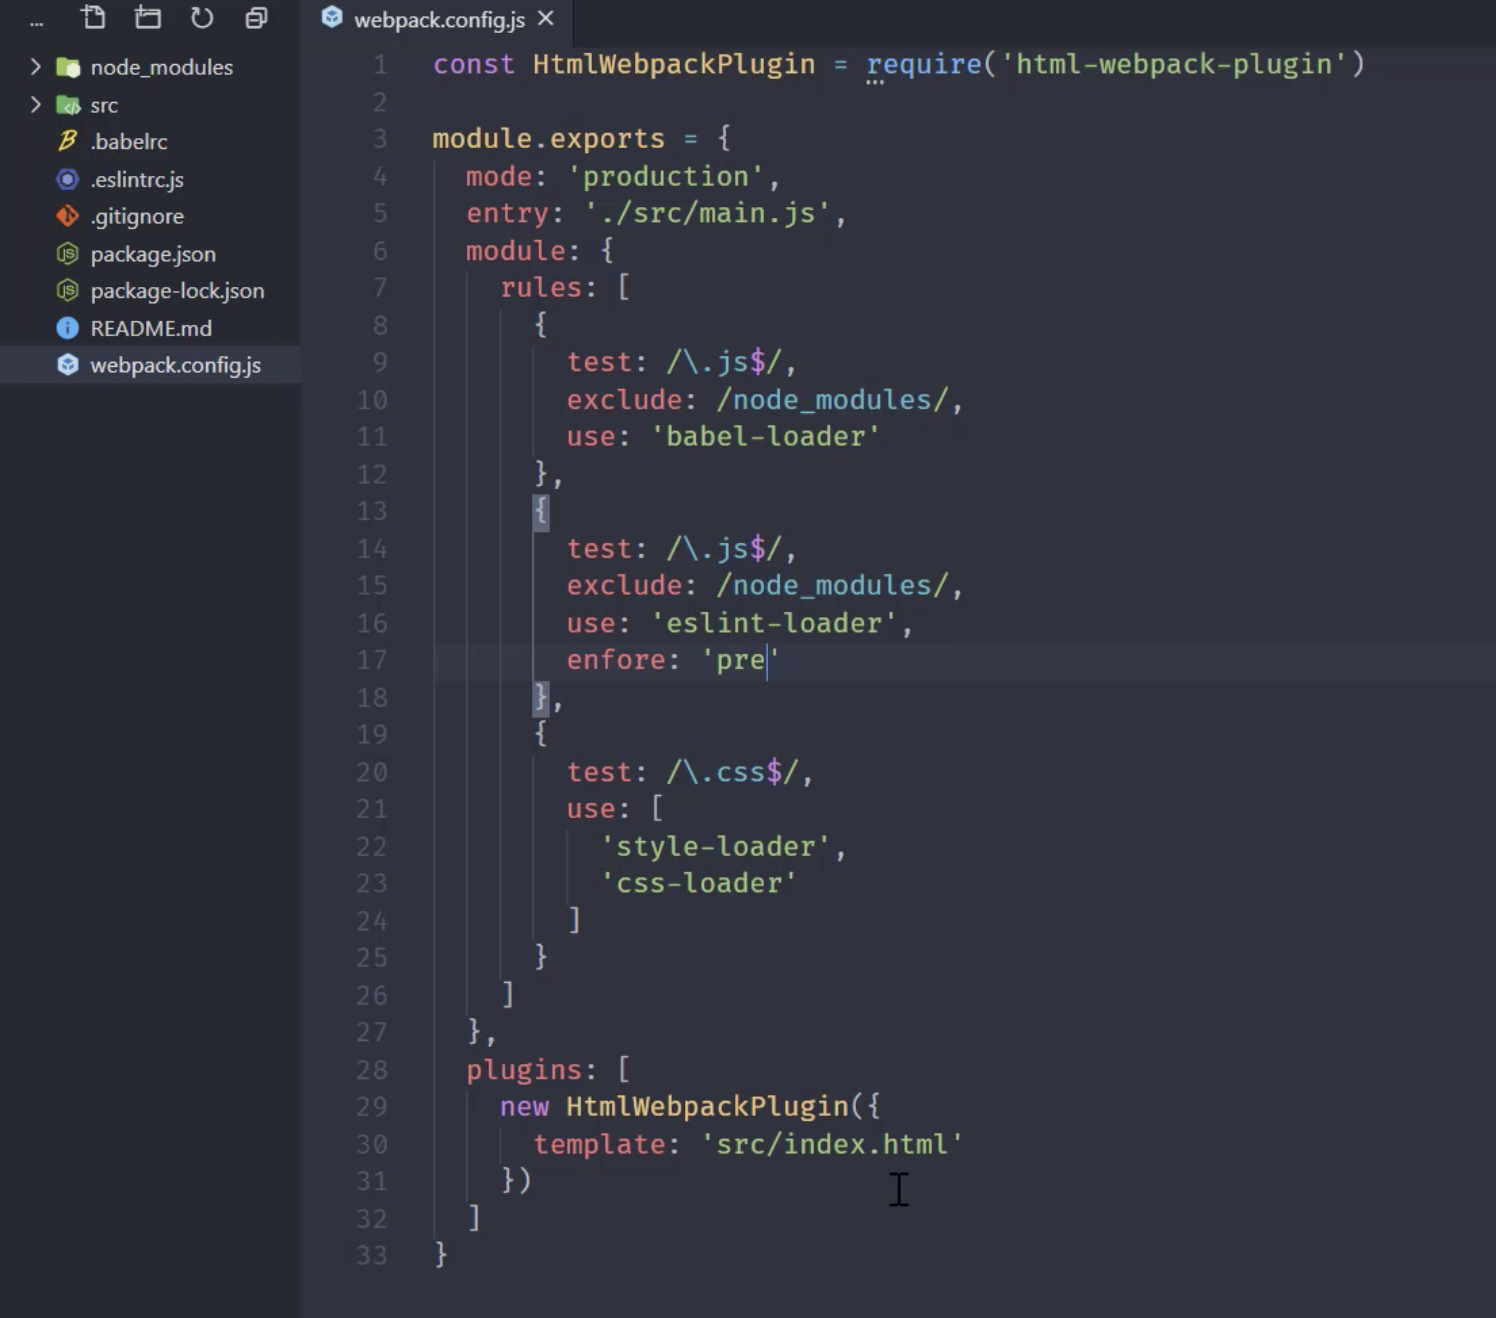 ...
node_modules
src
.babelrc
.eslintrc.js
.gitignore
package.json
package-lock.json
README.md
webpack.config.js
webpack.config.js
1 const HtmlWebpackPlugin = require('html-webpack-plugin')
2
3 module.exports = {
4 mode: 'production',
5 entry: './src/main.js',
6 module: {
7 rules: [
8 {
9 test: /\.js$/,
10 exclude: /node_modules/,
11 use: 'babel-loader'
12 },
13 {
14 test: /\.js$/,
15 exclude: /node_modules/,
16 use: 'eslint-loader',
17 enfore: 'pre'
18 },
19 {
20 test: /\.css$/,
21 use: [
22 'style-loader',
23 'css-loader'
24 ]
25 }
26 ]
27 },
28 plugins: [
29 new HtmlWebpackPlugin({
30 template: 'src/index.html'
31 })
32 ]
33 }